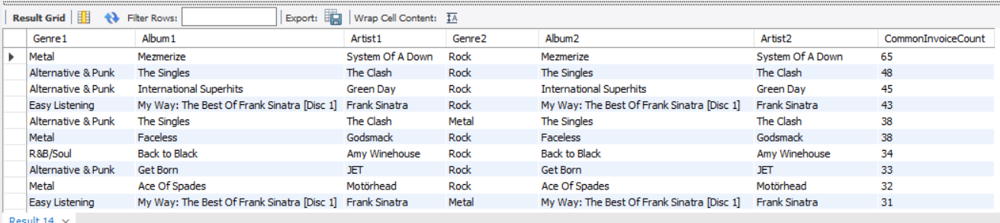 Result Grid Filter Rows: Export: Wrap Cell Content: IA
Genre1 Album1 Artist1 Genre2 Album2 Artist2 CommonInvoiceCount
Metal Mezmerize System Of A Down Rock Mezmerize System Of A Down 65
Alternative & Punk The Singles The Clash Rock The Singles The Clash 48
Alternative & Punk International Superhits Green Day Rock International Superhits Green Day 45
Easy Listening My Way: The Best Of Frank Sinatra [Disc 1] Frank Sinatra Rock My Way: The Best Of Frank Sinatra [Disc 1] Frank Sinatra 43
Alternative & Punk The Singles The Clash Metal The Singles The Clash 38
Metal Faceless Godsmack Rock Faceless Godsmack 38
R&B/Soul Back to Black Amy Winehouse Rock Back to Black Amy Winehouse 34
Alternative & Punk Get Born JET Rock Get Born JET 33
Metal Ace Of Spades Motörhead Rock Ace Of Spades Motörhead 32
Easy Listening My Way: The Best Of Frank Sinatra [Disc 1] Frank Sinatra Metal My Way: The Best Of Frank Sinatra [Disc 1] Frank Sinatra 31
Result 14